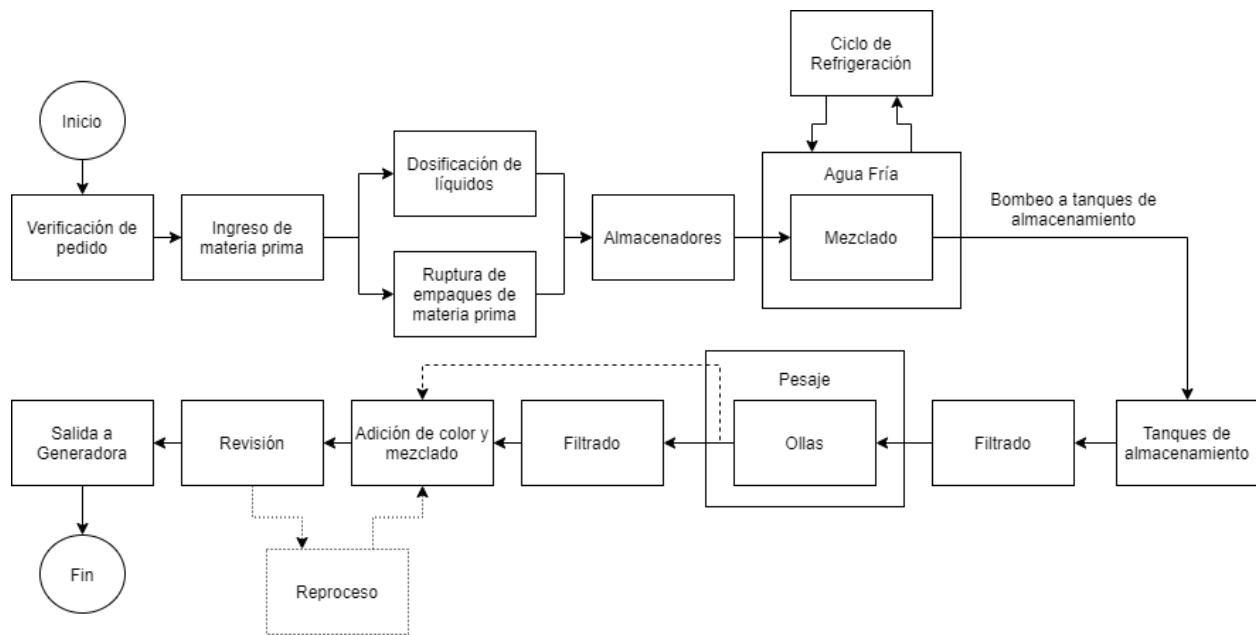 Inicio
Verificación de
pedido
Ingreso de
materia prima
Dosificación de
líquidos
Ruptura de
empaques de
materia prima
Almacenadores
Ciclo de
Refrigeración
Agua Fría
Mezclado
Bombeo a tanques de
almacenamiento
Tanques de
almacenamiento
Filtrado
Pesaje
Ollas
Filtrado
Adición de color y
mezclado
Revisión
Reproceso
Salida a
Generadora
Fin